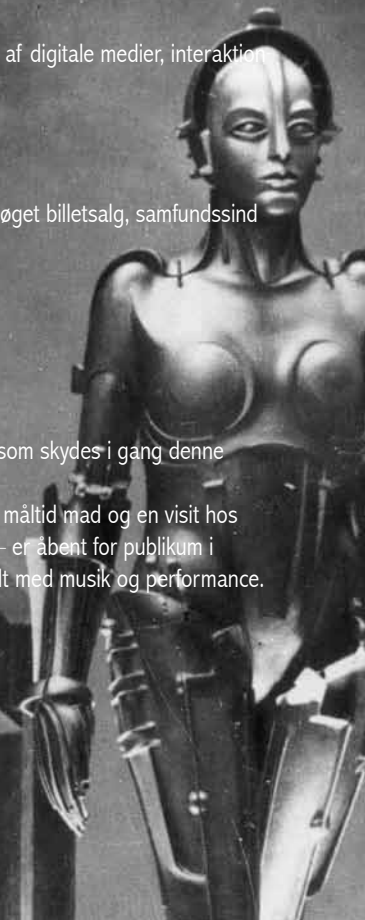 af digitale medier, interaktion
øget billetsalg, samfundssind
som skydes i gang denne
måltid mad og en visit hos
– er åbent for publikum i
lt med musik og performance.